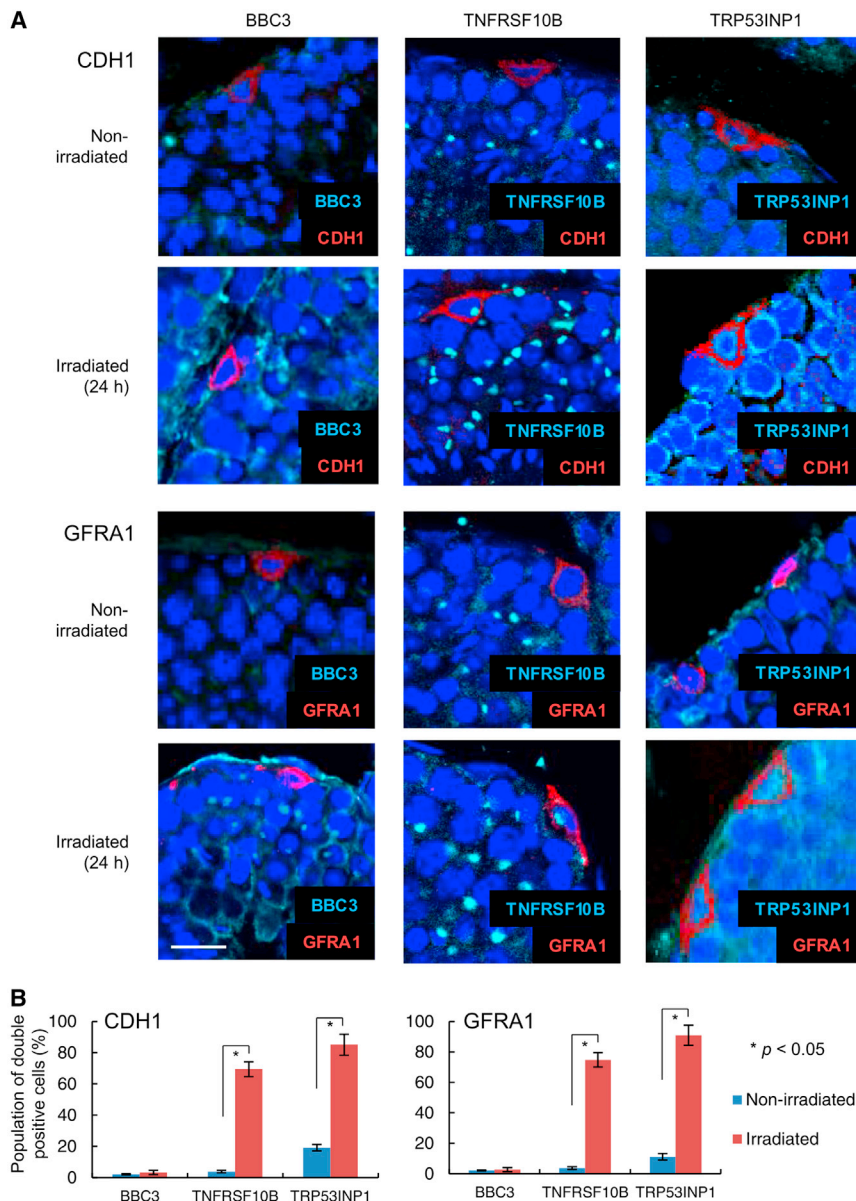 A
BBC3 TNFRSF10B TRP53INP1
CDH1
Non-
irradiated
BBC3 TNFRSF10B TRP53INP1
CDH1 CDH1 CDH1
Irradiated
(24 h)
BBC3 TNFRSF10B TRP53INP1
CDH1 CDH1 CDH1
GFRA1
Non-
irradiated
BBC3 TNFRSF10B TRP53INP1
GFRA1 GFRA1 GFRA1
Irradiated
(24 h)
BBC3 TNFRSF10B TRP53INP1
GFRA1 GFRA1 GFRA1
B
Population of double
positive cells (%)
CDH1
100
80
60
40
20
0
* *
BBC3 TNFRSF10B TRP53INP1
GFRA1
100
80
60
40
20
0
* *
BBC3 TNFRSF10B TRP53INP1
* p < 0.05
Non-irradiated
Irradiated